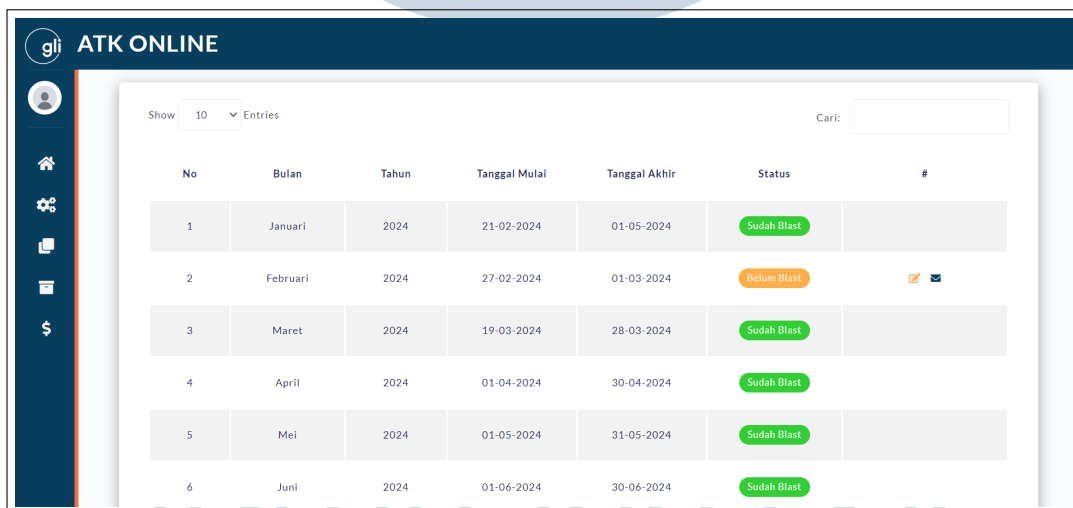 gli ATK ONLINE
Show 10 Entries Cari:
No Bulan Tahun Tanggal Mulai Tanggal Akhir Status #
1 Januari 2024 21-02-2024 01-05-2024 Sudah Blast
2 Februari 2024 27-02-2024 01-03-2024 Belum Blast
3 Maret 2024 19-03-2024 28-03-2024 Sudah Blast
4 April 2024 01-04-2024 30-04-2024 Sudah Blast
5 Mei 2024 01-05-2024 31-05-2024 Sudah Blast
6 Juni 2024 01-06-2024 30-06-2024 Sudah Blast